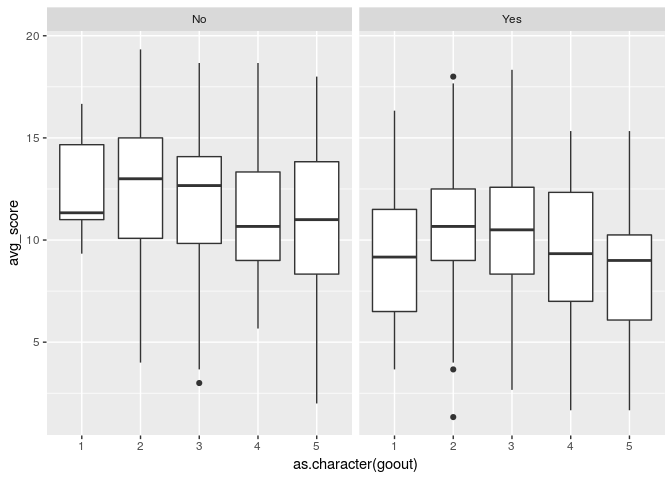 No Yes
20
15
10
5
avg_score
1 2 3 4 5 1 2 3 4 5
as.character(goout)